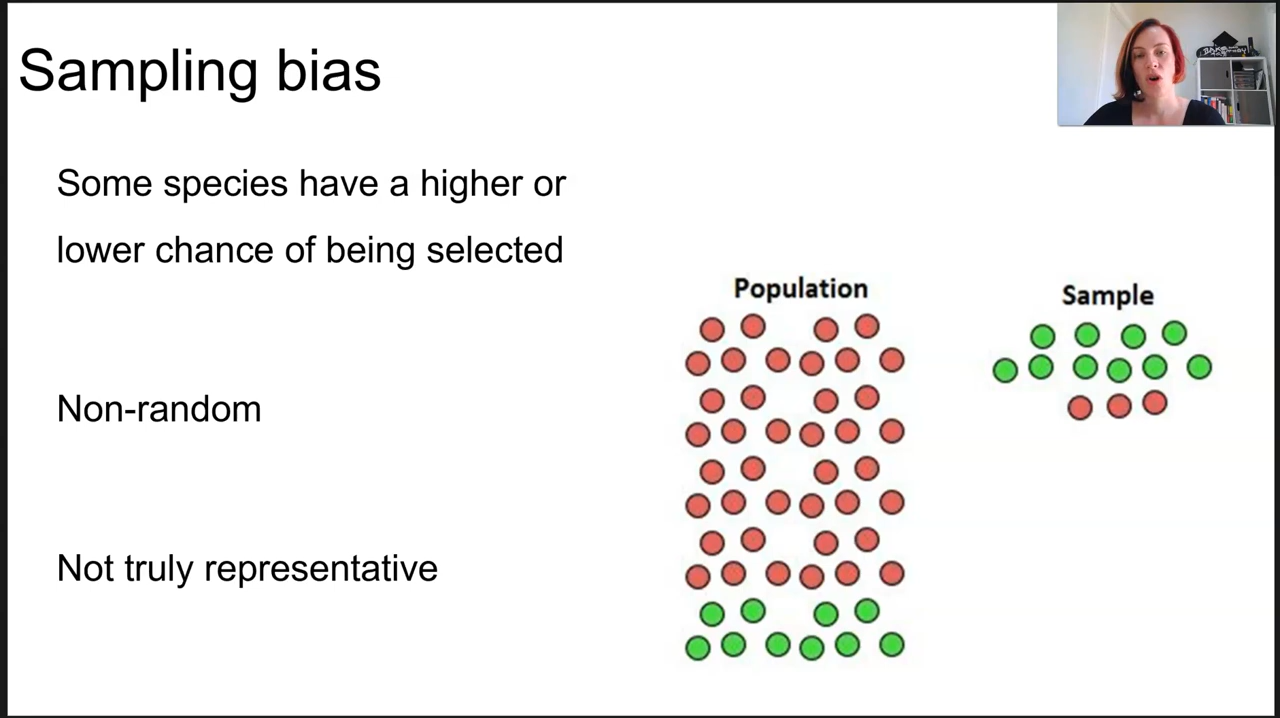 Sampling bias
Some species have a higher or
lower chance of being selected
Non-random
Not truly representative
Population
Sample